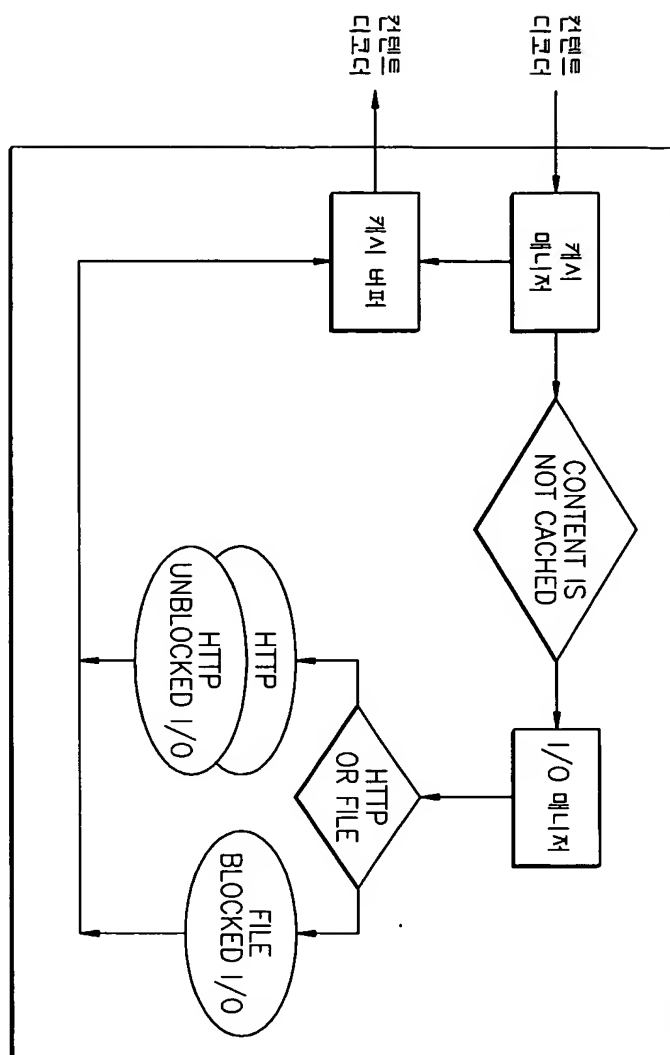 컨텐트
디코더
컨텐트
디코더
캐시
매니저
캐시 버퍼
CONTENT IS
NOT CACHED
I/O 매니저
HTTP
OR FILE
HTTP
HTTP
UNBLOCKED I/O
FILE
BLOCKED I/O